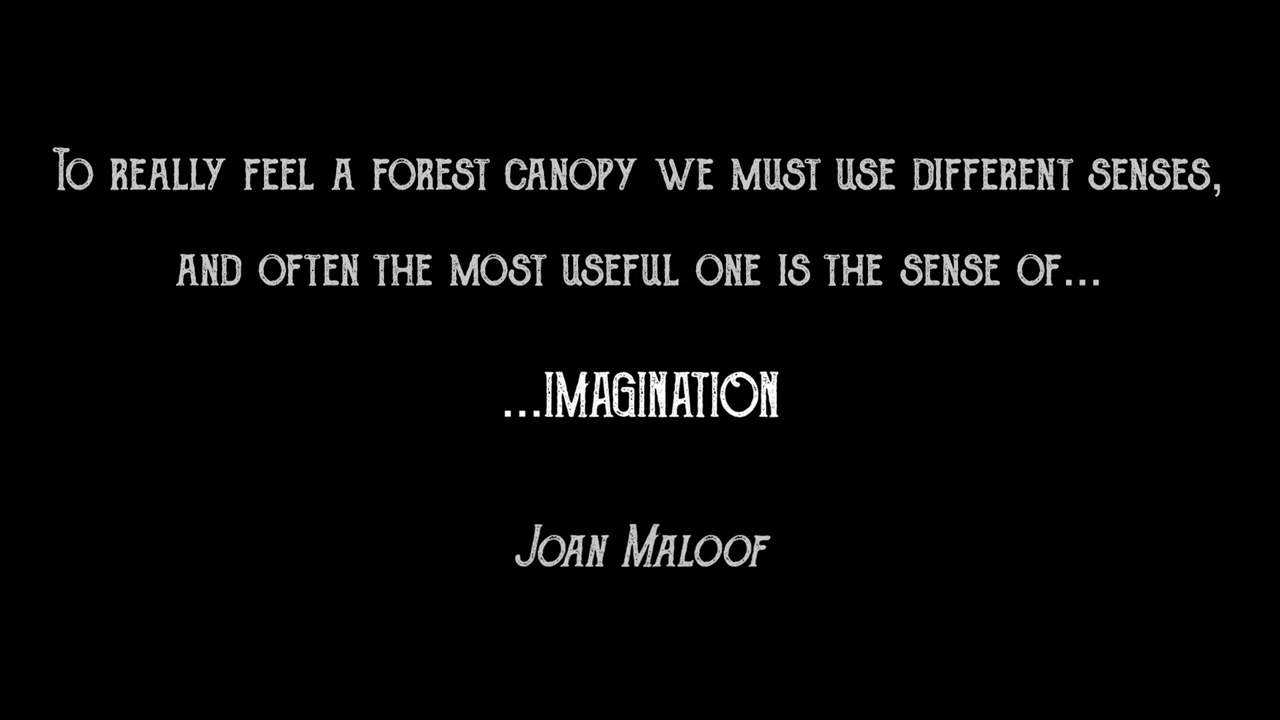 To really feel a forest canopy we must use different senses,
and often the most useful one is the sense of...
...IMAGINATION
Joan Maloof